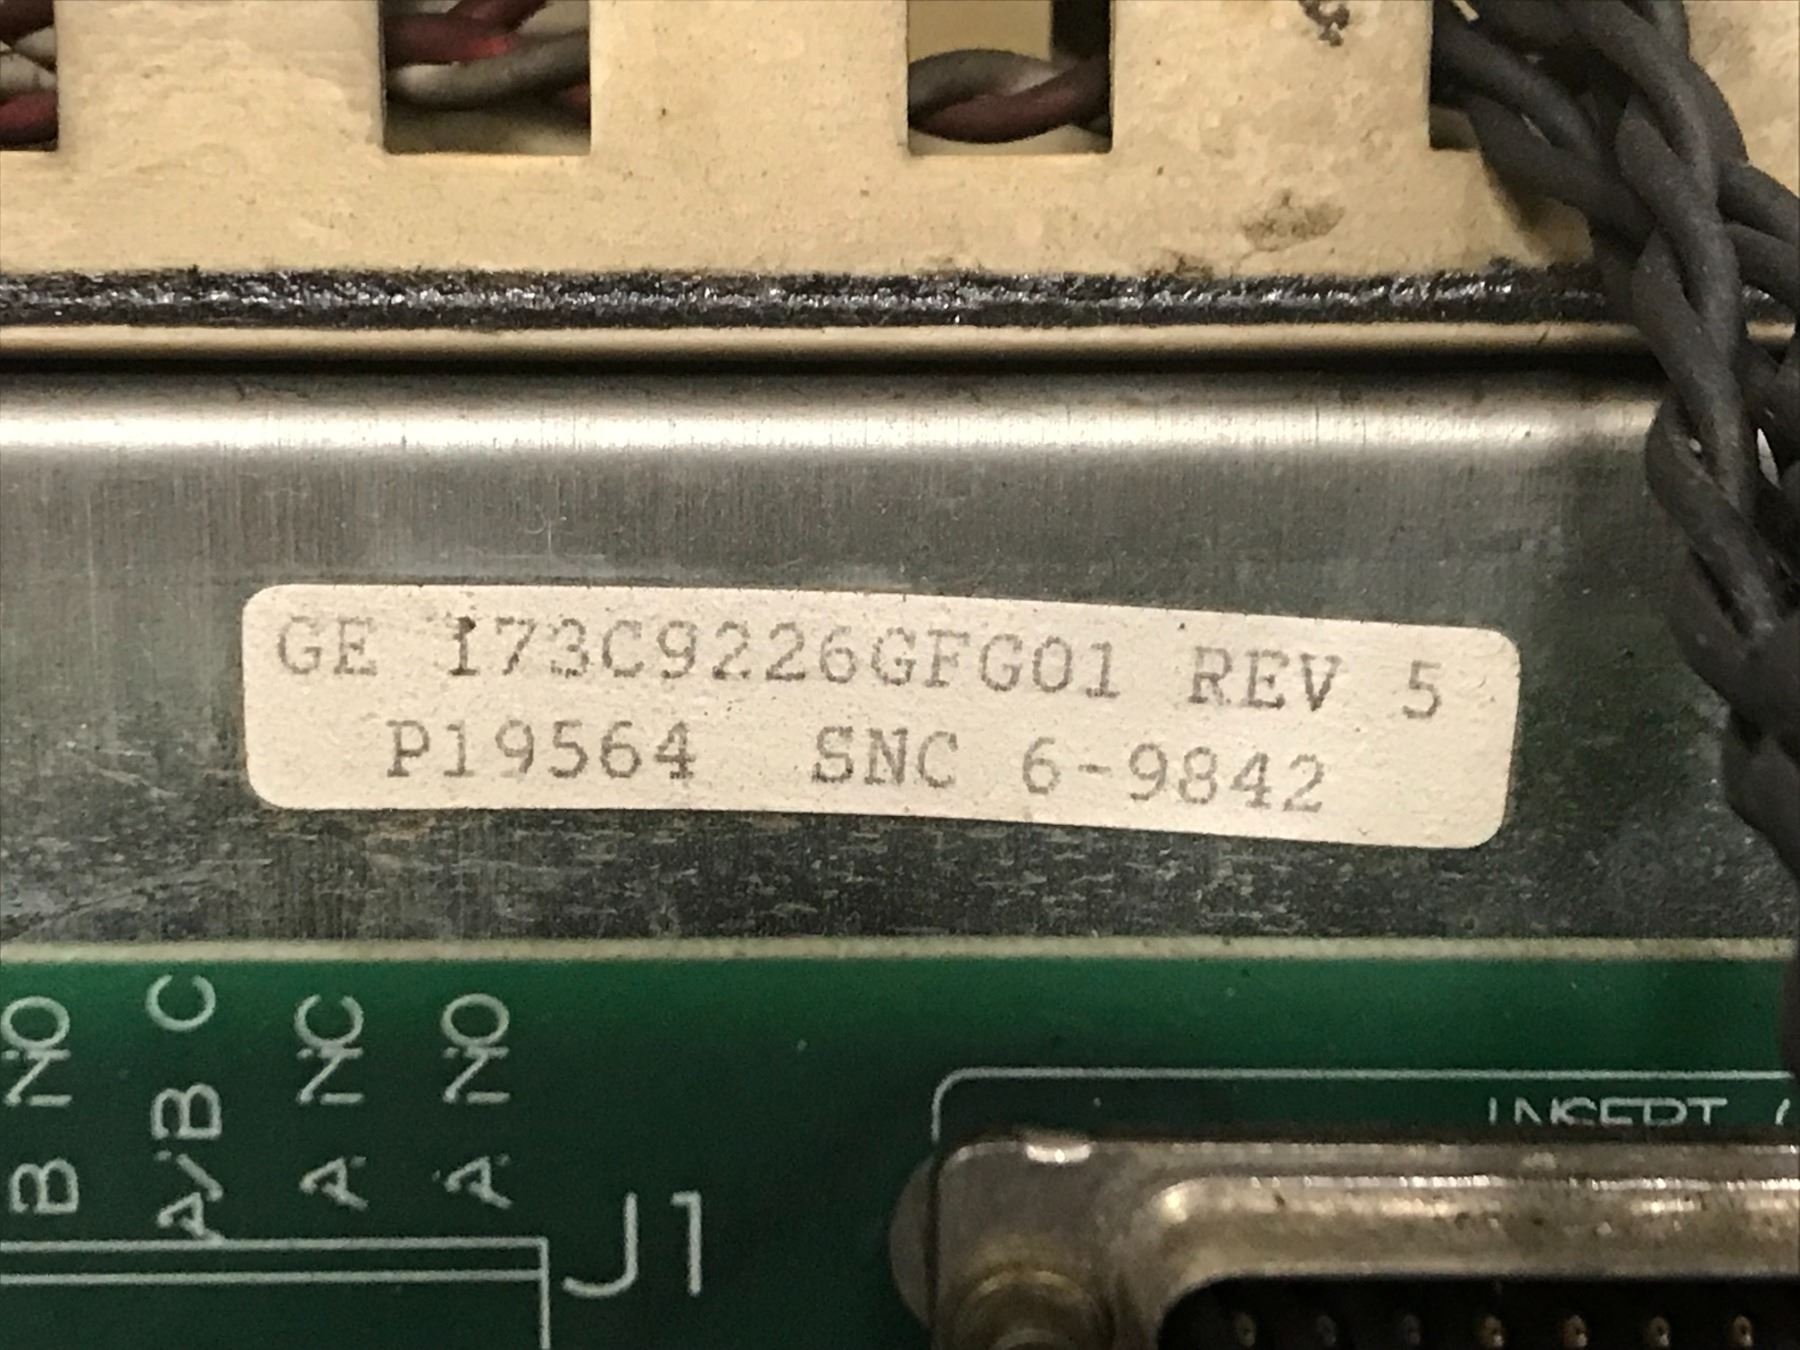 GE 173C9226GFG01 REV 5
P19564 SNC 6-9842
B NO
A/B C
A NC
A NO
J1